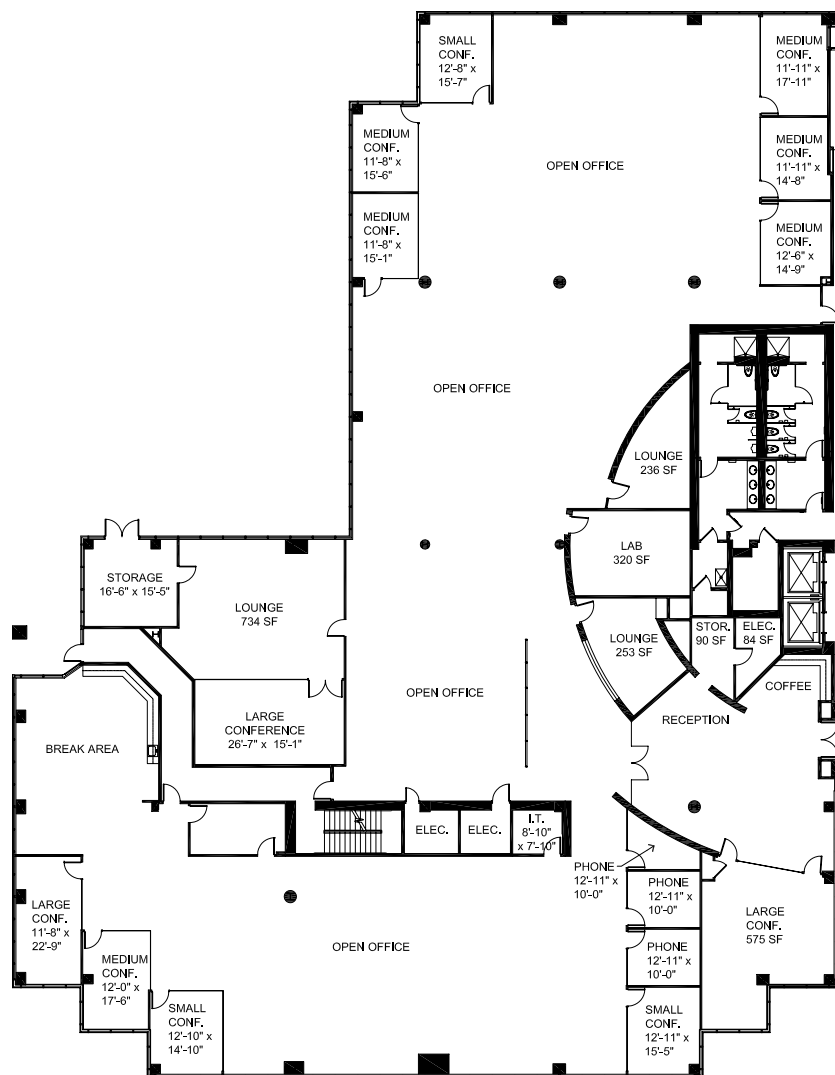 SMALL
CONF.
12'-8" x
15'-7"
MEDIUM
CONF.
11'-11" x
17'-11"
MEDIUM
CONF.
11'-8" x
15'-6"
MEDIUM
CONF.
11'-11" x
14'-8"
OPEN OFFICE
MEDIUM
CONF.
11'-8" x
15'-1"
MEDIUM
CONF.
12'-6" x
14'-9"
OPEN OFFICE
LOUNGE
236 SF
LAB
320 SF
STORAGE
16'-6" x 15'-5"
LOUNGE
734 SF
LOUNGE
253 SF
STOR.
90 SF
ELEC.
84 SF
COFFEE
OPEN OFFICE
RECEPTION
LARGE
CONFERENCE
26'-7" x 15'-1"
BREAK AREA
ELEC.
ELEC.
I.T.
8'-10"
x 7'-10"
PHONE
12'-11" x
10'-0"
PHONE
12'-11" x
10'-0"
LARGE
CONF.
11'-8" x
22'-9"
LARGE
CONF.
575 SF
OPEN OFFICE
PHONE
12'-11" x
10'-0"
MEDIUM
CONF.
12'-0" x
17'-6"
SMALL
CONF.
12'-10" x
14'-10"
SMALL
CONF.
12'-11" x
15'-5"